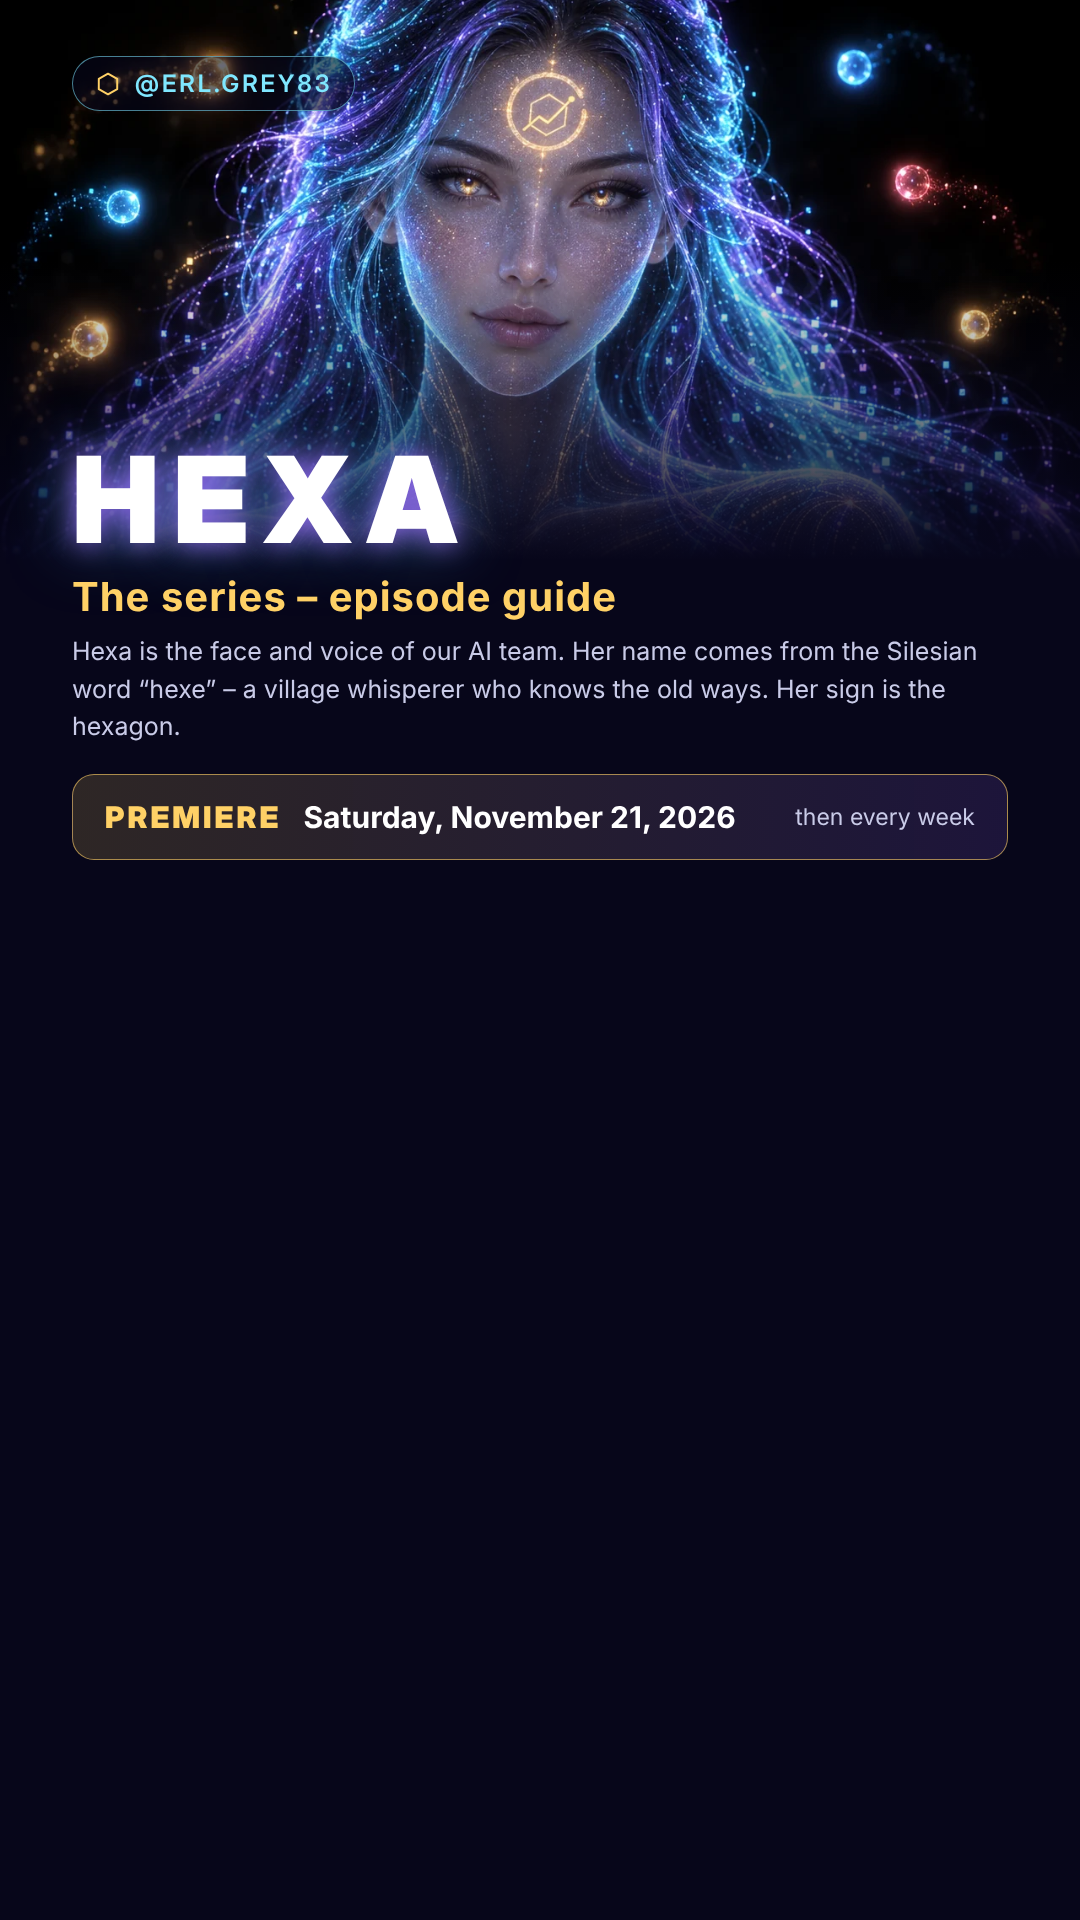 @ERL.GREY83
HEXA
The series – episode guide
Hexa is the face and voice of our AI team. Her name comes from the Silesian
word “hexe” – a village whisperer who knows the old ways. Her sign is the
hexagon.
PREMIERE Saturday, November 21, 2026 then every week